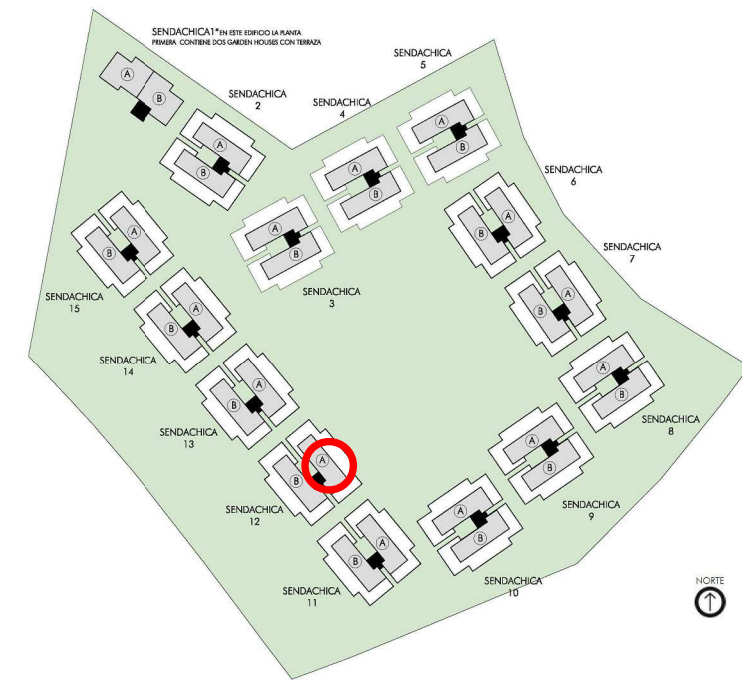 SENDACHICA1*EN ESTE EDIFICIO LA PLANTA
PRIMERA CONTIENE DOS GARDEN HOUSES CON TERRAZA
A
B
SENDACHICA
2
A
B
SENDACHICA
4
A
B
SENDACHICA
5
A
B
SENDACHICA
6
A
B
SENDACHICA
3
A
B
SENDACHICA
7
A
B
SENDACHICA
15
A
B
SENDACHICA
14
A
B
SENDACHICA
13
A
B
SENDACHICA
8
A
B
SENDACHICA
12
A
B
SENDACHICA
9
A
B
SENDACHICA
11
A
B
SENDACHICA
10
A
B
NORTE